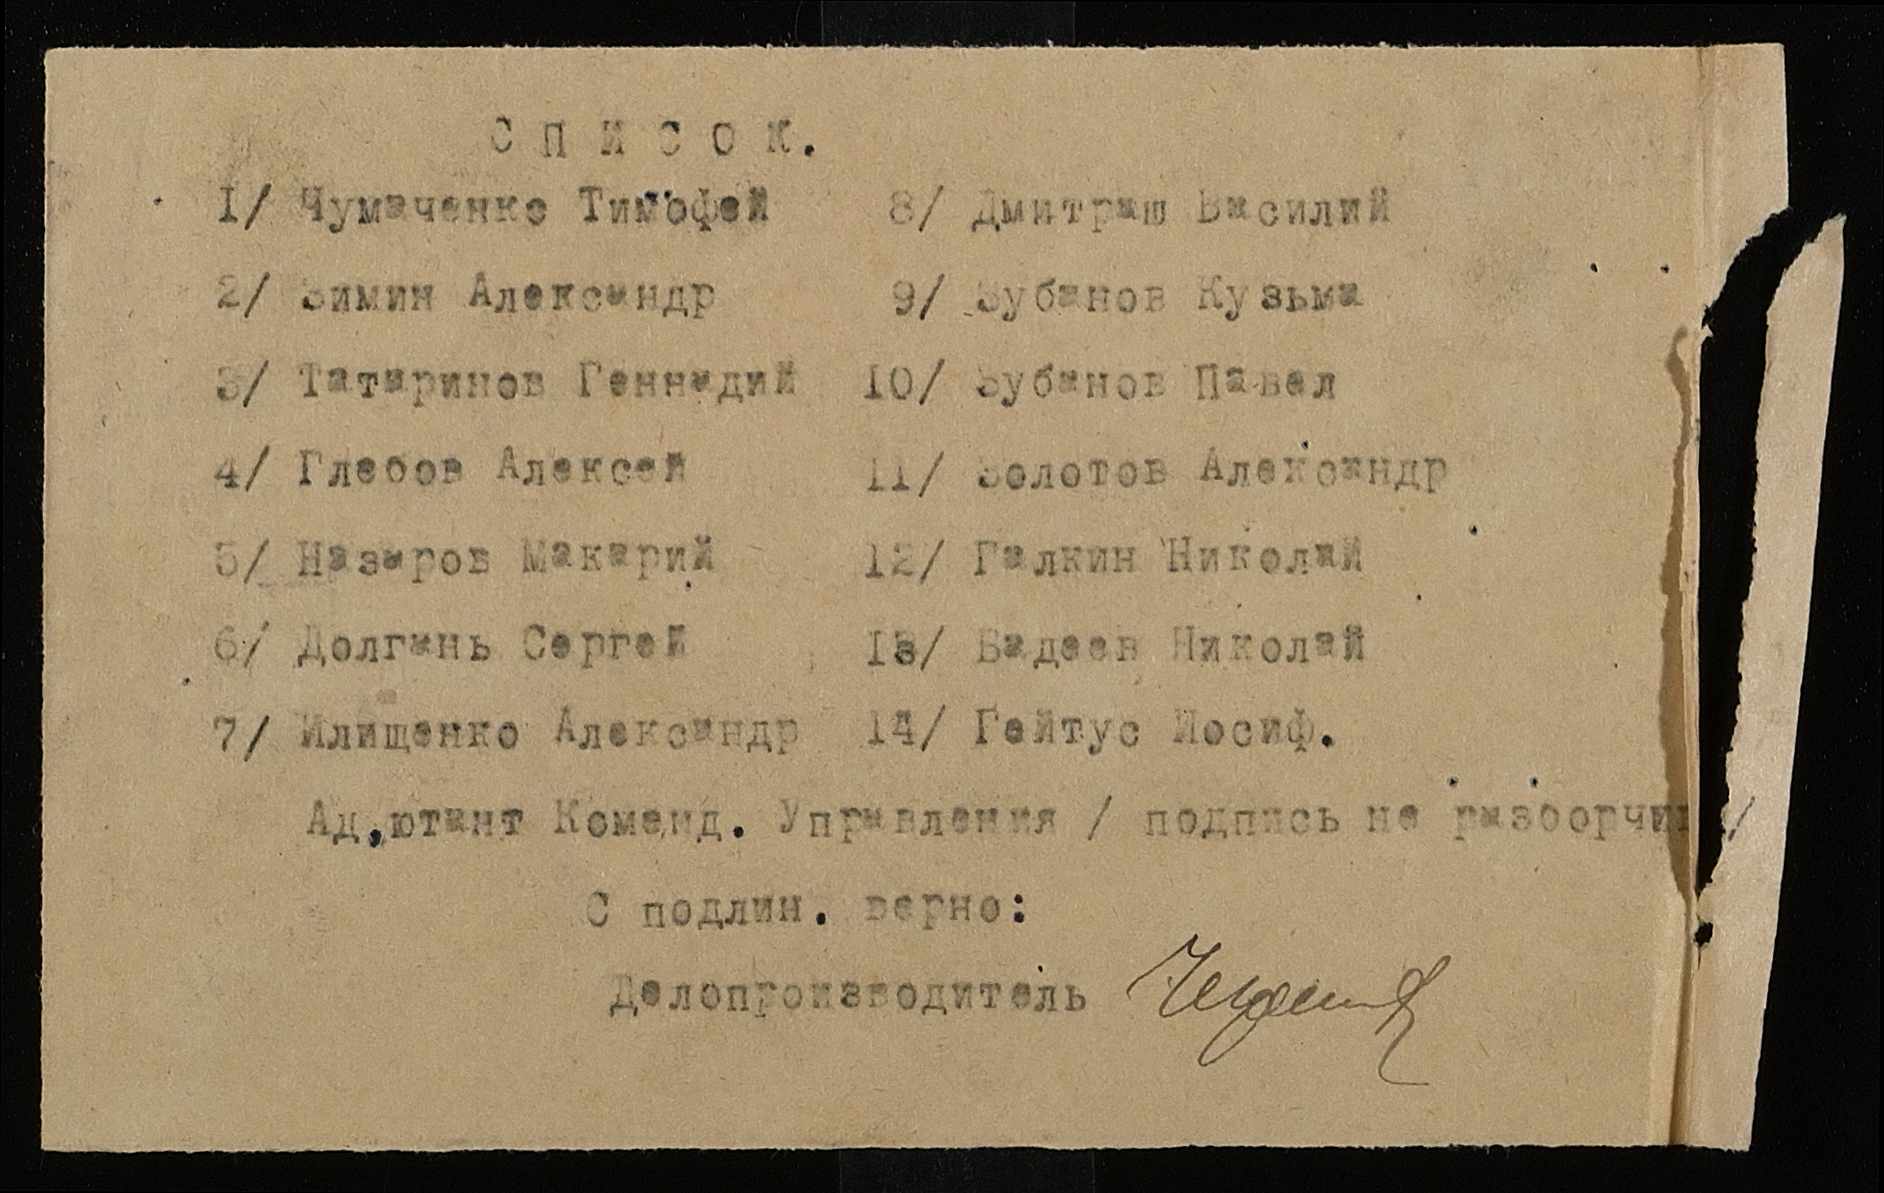 СПИСОК.
1/ Чумаченко Тимофей
2/ Зимин Александр
3/ Татаринов Геннадий
4/ Глебов Алексей
5/ Назаров Макарий
6/ Долгань Сергей
7/ Илищенко Александр
8/ Дмитраш Василий
9/ Зубанов Кузьма
10/ Зубанов Павел
11/ Золотов Александр
12/ Галкин Николай
13/ Бадеев Николай
14/ Гейтус Иосиф.
Ад,ютант Коменд. Управления / подпись не
С подлин. верно:
Делопроизводитель